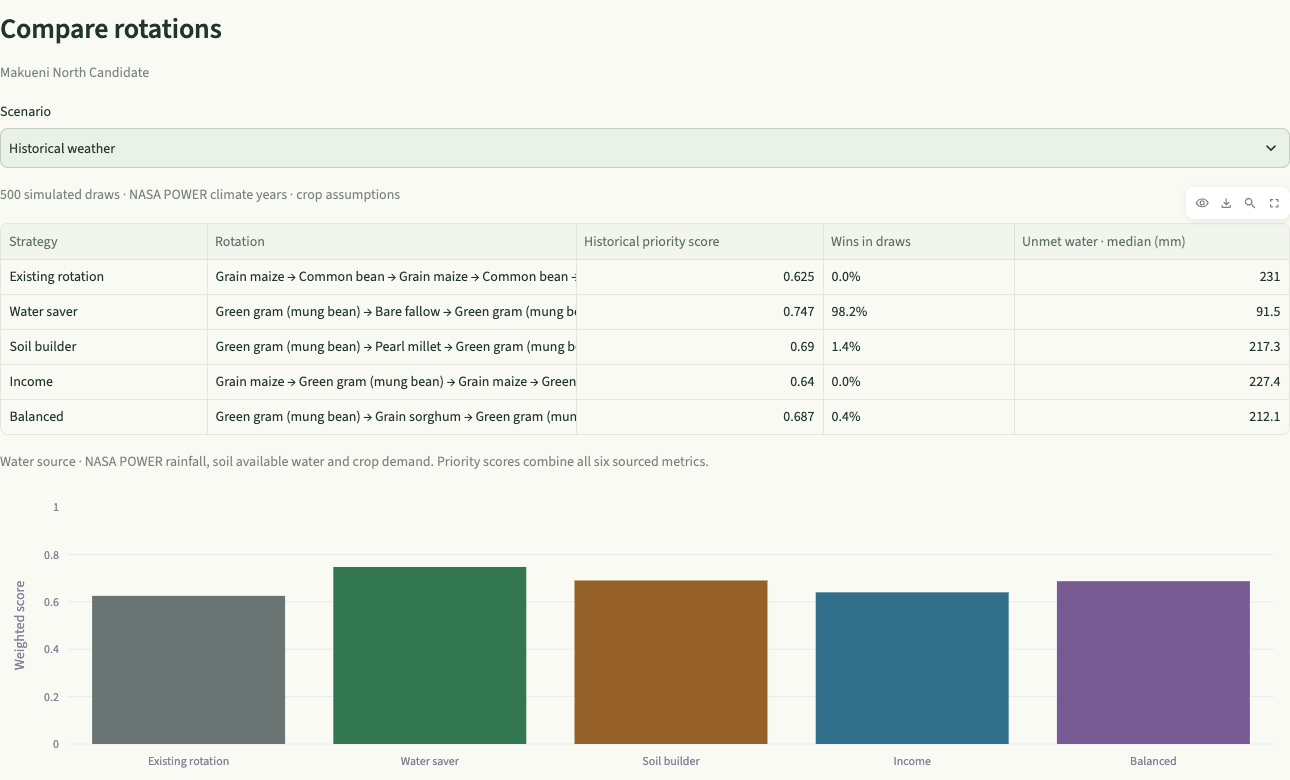 Compare rotations
Makueni North Candidate
Scenario
Historical weather
500 simulated draws · NASA POWER climate years · crop assumptions
Strategy Rotation Historical priority score Wins in draws Unmet water · median (mm)
Existing rotation Grain maize → Common bean → Grain maize → Common bean → 0.625 0.0% 231
Water saver Green gram (mung bean) → Bare fallow → Green gram (mung be 0.747 98.2% 91.5
Soil builder Green gram (mung bean) → Pearl millet → Green gram (mung b 0.69 1.4% 217.3
Income Grain maize → Green gram (mung bean) → Grain maize → Green 0.64 0.0% 227.4
Balanced Green gram (mung bean) → Grain sorghum → Green gram (mun 0.687 0.4% 212.1
Water source · NASA POWER rainfall, soil available water and crop demand. Priority scores combine all six sourced metrics.
Weighted score
1
0.8
0.6
0.4
0.2
0
Existing rotation Water saver Soil builder Income Balanced